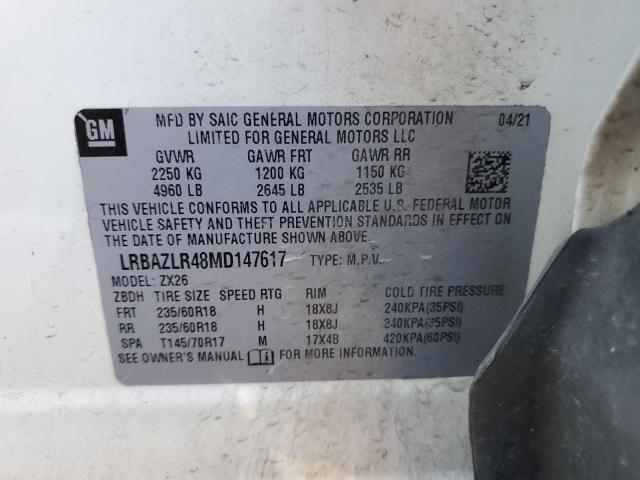 GM
MFD BY SAIC GENERAL MOTORS CORPORATION 04/21
LIMITED FOR GENERAL MOTORS LLC
GVWR GAWR FRT GAWR RR
2250 KG 1200 KG 1150 KG
4960 LB 2645 LB 2535 LB
THIS VEHICLE CONFORMS TO ALL APPLICABLE U.S. FEDERAL MOTOR
VEHICLE SAFETY AND THEFT PREVENTION STANDARDS IN EFFECT ON
THE DATE OF MANUFACTURE SHOWN ABOVE.
LRBAZLR48MD147617 TYPE: M.P.V.
MODEL: ZX26
ZBDH TIRE SIZE SPEED RTG RIM COLD TIRE PRESSURE
FRT 235/60R18 H 18X8J 240KPA(35PSI)
RR 235/60R18 H 18X8J 240KPA(35PSI)
SPA T145/70R17 M 17X4B 420KPA(60PSI)
SEE OWNER'S MANUAL FOR MORE INFORMATION.